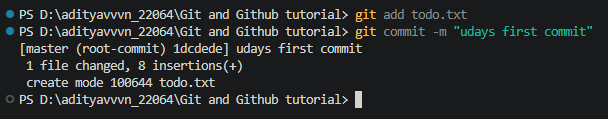 PS D:\adityavvvn_22064\Git and Github tutorial> git add todo.txt
PS D:\adityavvvn_22064\Git and Github tutorial> git commit -m "udays first commit"
[master (root-commit) 1dcdede] udays first commit
 1 file changed, 8 insertions(+)
 create mode 100644 todo.txt
PS D:\adityavvvn_22064\Git and Github tutorial>